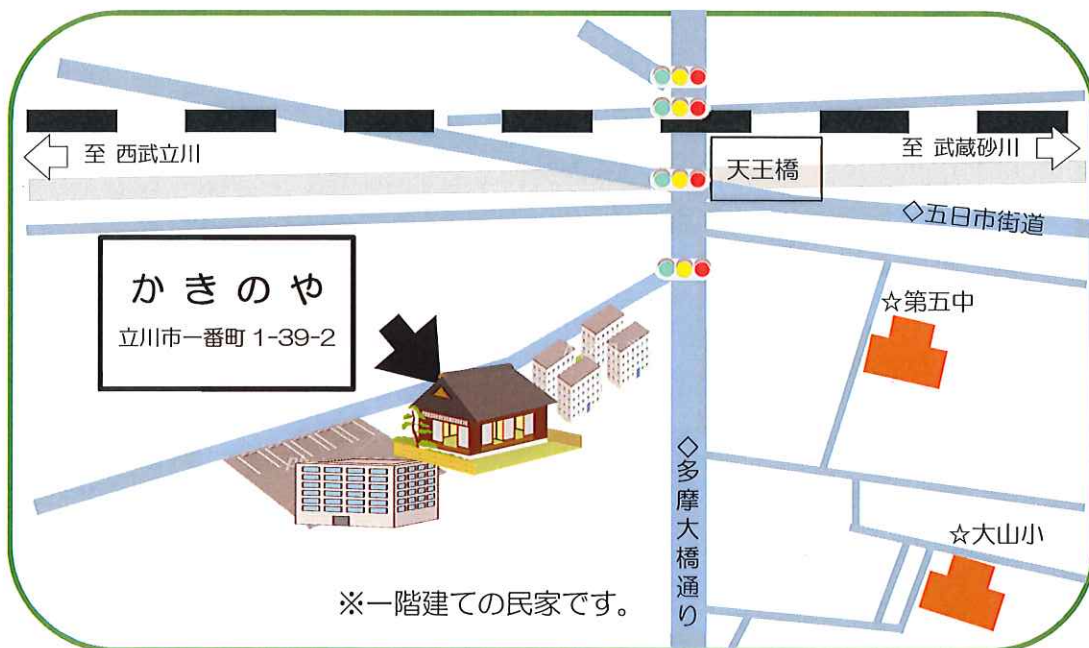 至 西武立川
天王橋
至 武蔵砂川
◇五日市街道
かきのや
立川市一番町 1-39-2
☆第五中
◇多摩大橋通り
☆大山小
※一階建ての民家です。